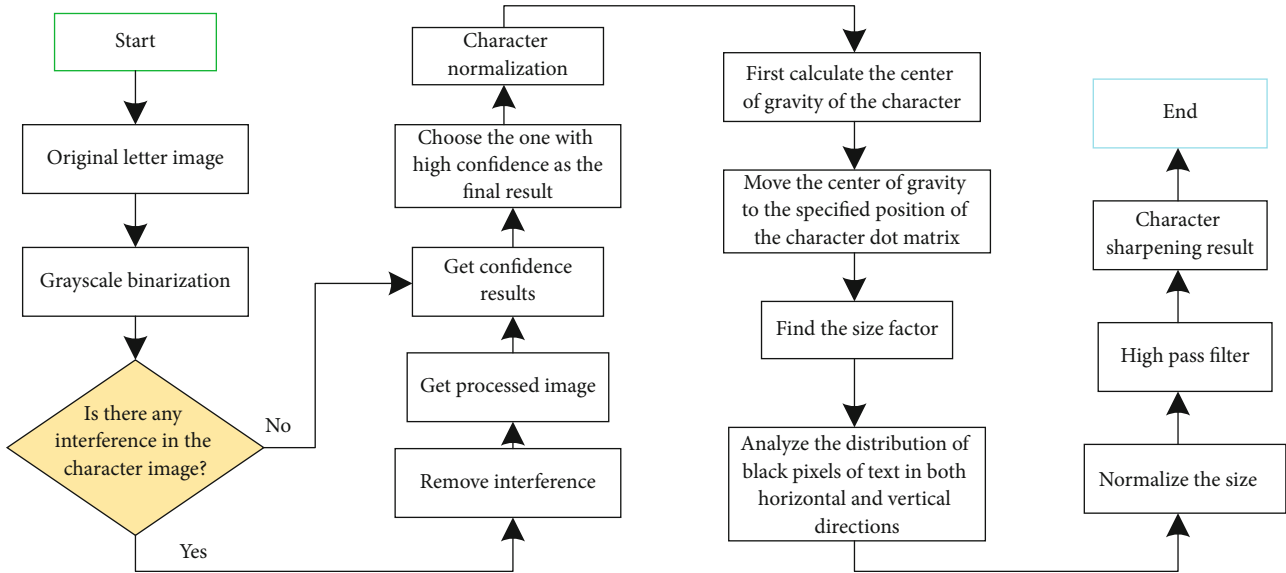 Start
Original letter image
Grayscale binarization
Is there any
interference in the
character image?
No
Yes
Remove interference
Get processed image
Get confidence
results
Choose the one with
high confidence as the
final result
Character
normalization
First calculate the center
of gravity of the character
Move the center of gravity
to the specified position of
the character dot matrix
Find the size factor
Analyze the distribution of
black pixels of text in both
horizontal and vertical
directions
Normalize the size
High pass filter
Character
sharpening result
End